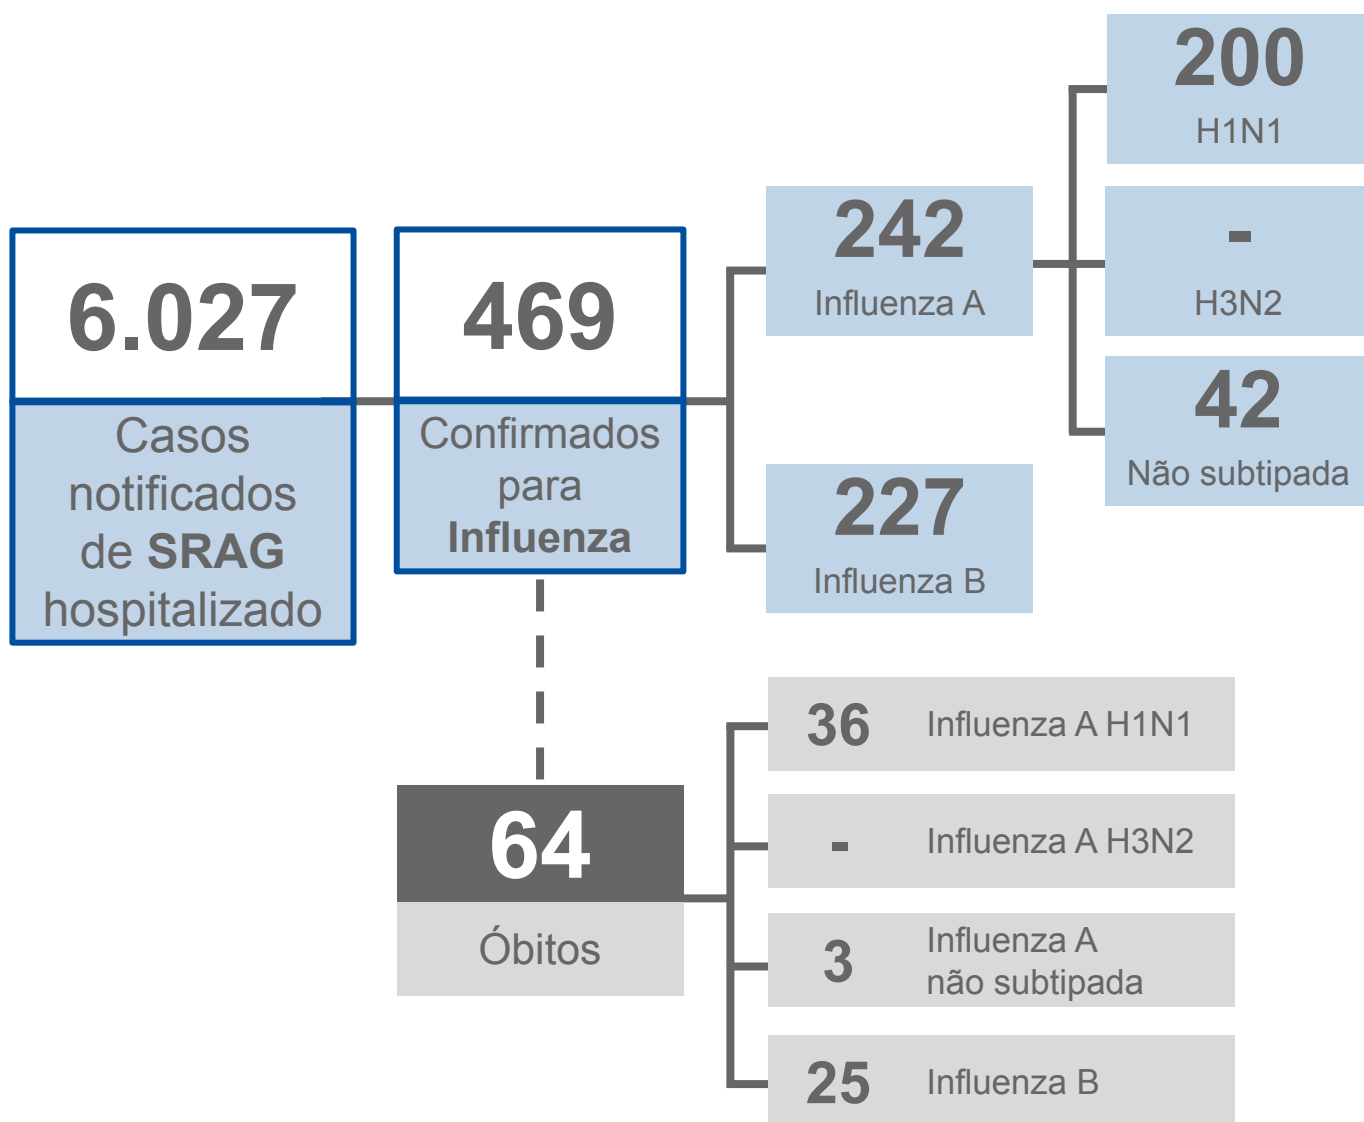 6.027
Casos
notificados
de SRAG
hospitalizado
469
Confirmados
para
Influenza
242
Influenza A
227
Influenza B
200
H1N1
-
H3N2
42
Não subtipada
64
Óbitos
36 Influenza A H1N1
- Influenza A H3N2
3 Influenza A
não subtipada
25 Influenza B